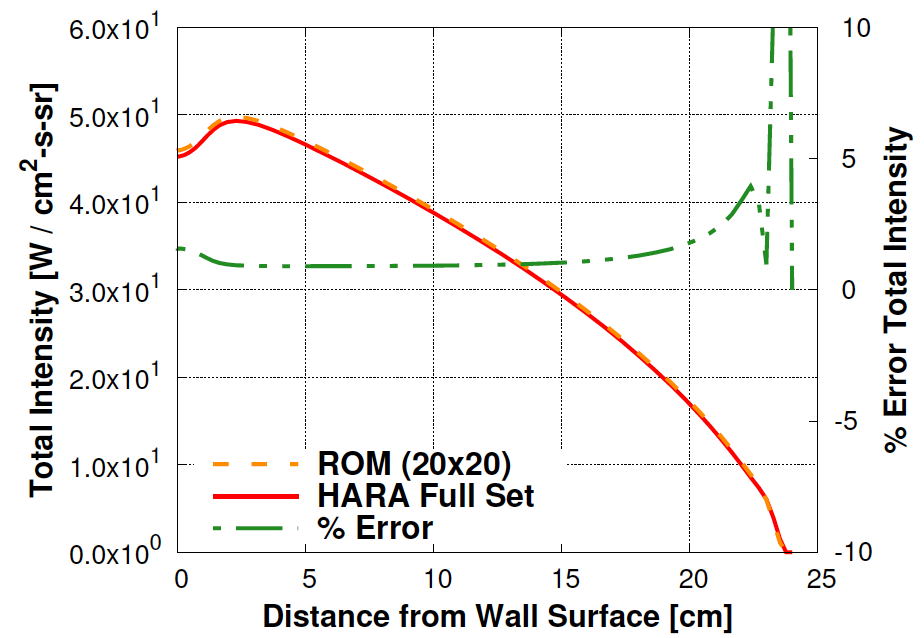 6.0x10^1
5.0x10^1
4.0x10^1
3.0x10^1
2.0x10^1
1.0x10^1
0.0x10^0
Total Intensity [W / cm^2-s-sr]
10
5
0
-5
-10
% Error Total Intensity
ROM (20x20)
HARA Full Set
% Error
0 5 10 15 20 25
Distance from Wall Surface [cm]